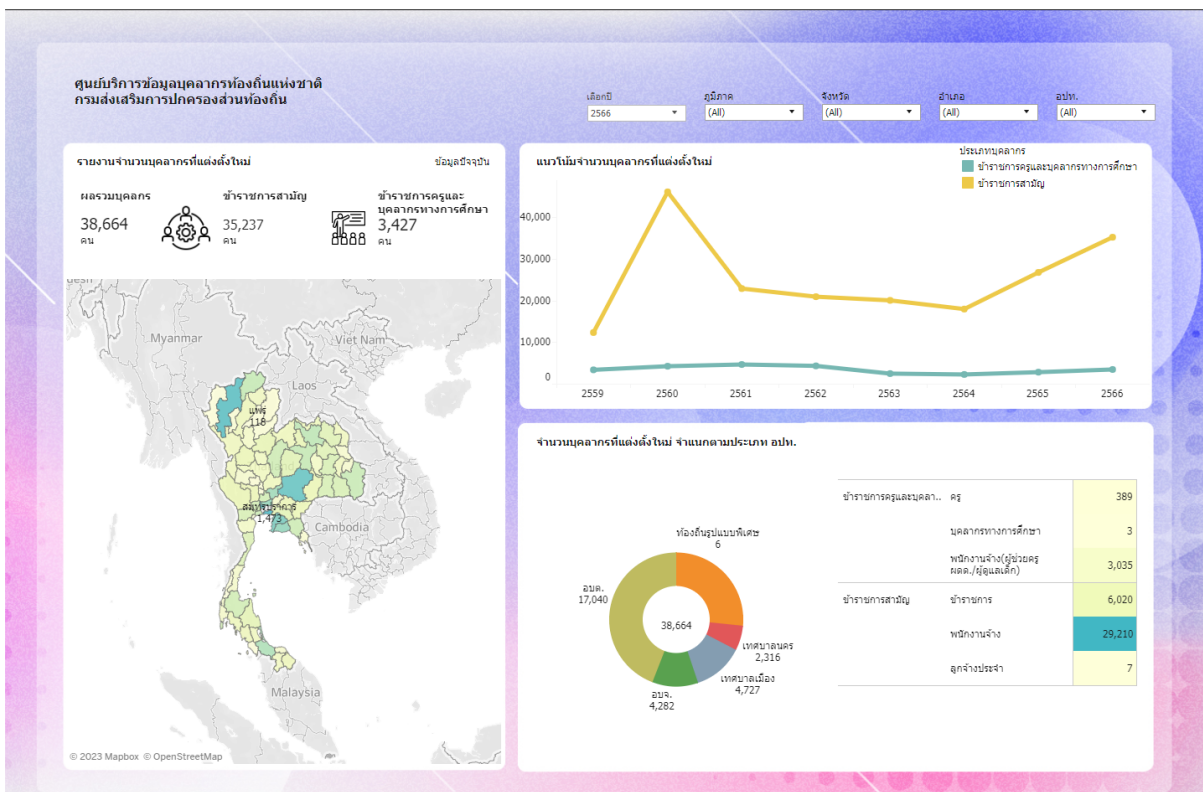 ศูนย์บริการข้อมูลบุคลากรท้องถิ่นแห่งชาติ
กรมส่งเสริมการปกครองส่วนท้องถิ่น
เลือกปี
2566
ภูมิภาค
(All)
จังหวัด
(All)
อำเภอ
(All)
อปท.
(All)
รายงานจำนวนบุคลากรที่แต่งตั้งใหม่
ข้อมูลปัจจุบัน
ผลรวมบุคลกร
38,664
คน
ข้าราชการสามัญ
35,237
คน
ข้าราชการครูและ
บุคลากรทางการศึกษา
3,427
คน
Myanmar
Viet Nam
Laos
แพร่
118
สมุทรปราการ
1,473
Cambodia
Malaysia
© 2023 Mapbox © OpenStreetMap
แนวโน้มจำนวนบุคลากรที่แต่งตั้งใหม่
ประเภทบุคลากร
ข้าราชการครูและบุคลากรทางการศึกษา
ข้าราชการสามัญ
40,000
30,000
20,000
10,000
0
2559
2560
2561
2562
2563
2564
2565
2566
จำนวนบุคลากรที่แต่งตั้งใหม่ จำแนกตามประเภท อปท.
ท้องถิ่นรูปแบบพิเศษ
6
อบต.
17,040
38,664
เทศบาลนคร
2,316
เทศบาลเมือง
4,727
อบจ.
4,282
ข้าราชการครูและบุคลา.. ครู 389
บุคลากรทางการศึกษา 3
พนักงานจ้าง(ผู้ช่วยครู
ผดด./ผู้ดูแลเด็ก) 3,035
ข้าราชการสามัญ ข้าราชการ 6,020
พนักงานจ้าง 29,210
ลูกจ้างประจำ 7